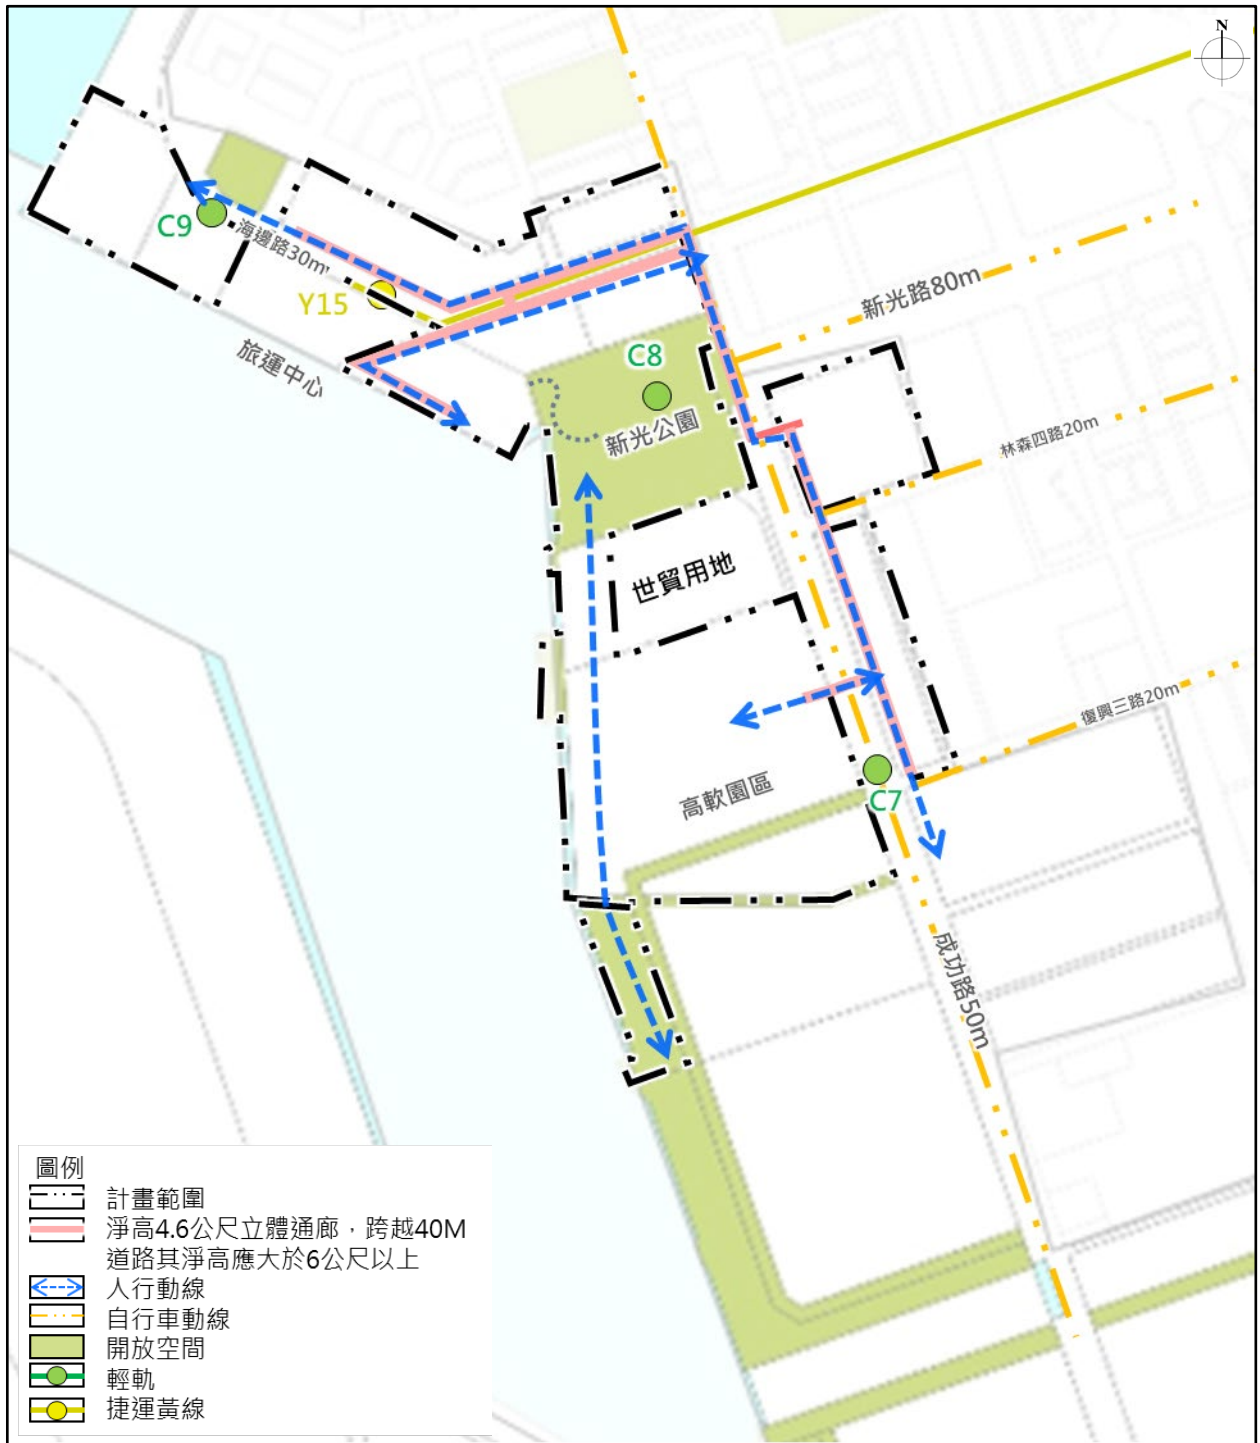 N
C9
海邊路30m
Y15
旅運中心
新光路80m
C8
新光公園
林森四路20m
世貿用地
復興三路20m
高軟園區
C7
成功路50m
圖例
計畫範圍
淨高4.6公尺立體通廊，跨越40M
道路其淨高應大於6公尺以上
人行動線
自行車動線
開放空間
輕軌
捷運黃線